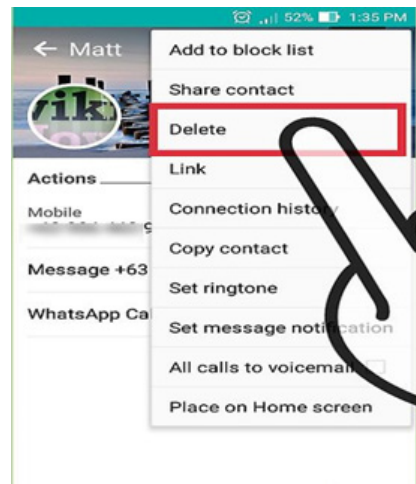 52% 1:35 PM
← Matt
Add to block list
Share contact
Delete
Link
Connection history
Copy contact
Set ringtone
Set message notification
All calls to voicemail
Place on Home screen
wik
Actions
Mobile
Message +63
WhatsApp Ca